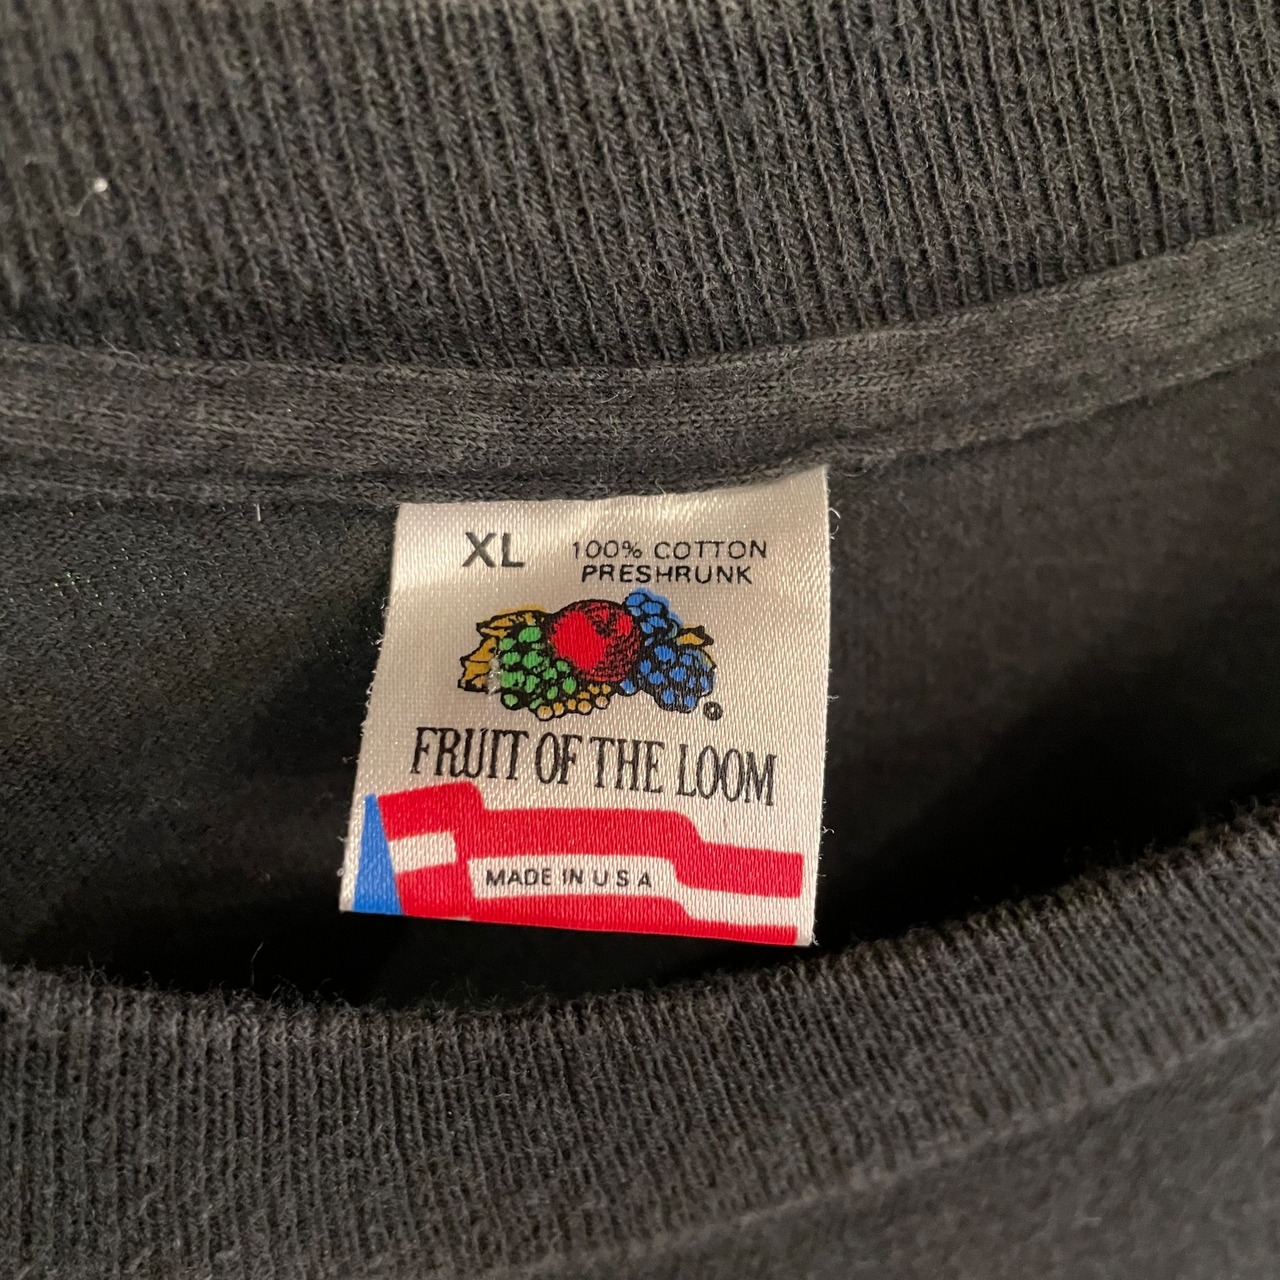 XL 100% COTTON
PRESHRUNK
FRUIT OF THE LOOM
MADE IN U S A